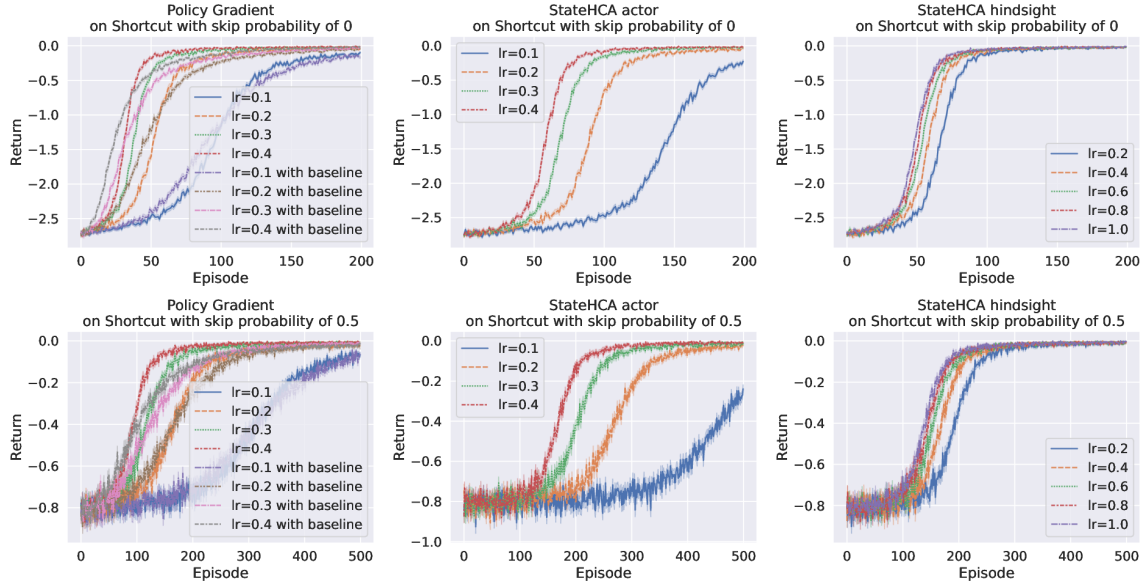 Policy Gradient
on Shortcut with skip probability of 0
0.0
−0.5
−1.0
−1.5
−2.0
−2.5
Return
lr=0.1
lr=0.2
lr=0.3
lr=0.4
lr=0.1 with baseline
lr=0.2 with baseline
lr=0.3 with baseline
lr=0.4 with baseline
0 50 100 150 200
Episode
StateHCA actor
on Shortcut with skip probability of 0
0.0
−0.5
−1.0
−1.5
−2.0
−2.5
Return
lr=0.1
lr=0.2
lr=0.3
lr=0.4
0 50 100 150 200
Episode
StateHCA hindsight
on Shortcut with skip probability of 0
0.0
−0.5
−1.0
−1.5
−2.0
−2.5
Return
lr=0.2
lr=0.4
lr=0.6
lr=0.8
lr=1.0
0 50 100 150 200
Episode
Policy Gradient
on Shortcut with skip probability of 0.5
0.0
−0.2
−0.4
−0.6
−0.8
Return
lr=0.1
lr=0.2
lr=0.3
lr=0.4
lr=0.1 with baseline
lr=0.2 with baseline
lr=0.3 with baseline
lr=0.4 with baseline
0 100 200 300 400 500
Episode
StateHCA actor
on Shortcut with skip probability of 0.5
0.0
−0.2
−0.4
−0.6
−0.8
−1.0
Return
lr=0.1
lr=0.2
lr=0.3
lr=0.4
0 100 200 300 400 500
Episode
StateHCA hindsight
on Shortcut with skip probability of 0.5
0.0
−0.2
−0.4
−0.6
−0.8
Return
lr=0.2
lr=0.4
lr=0.6
lr=0.8
lr=1.0
0 100 200 300 400 500
Episode